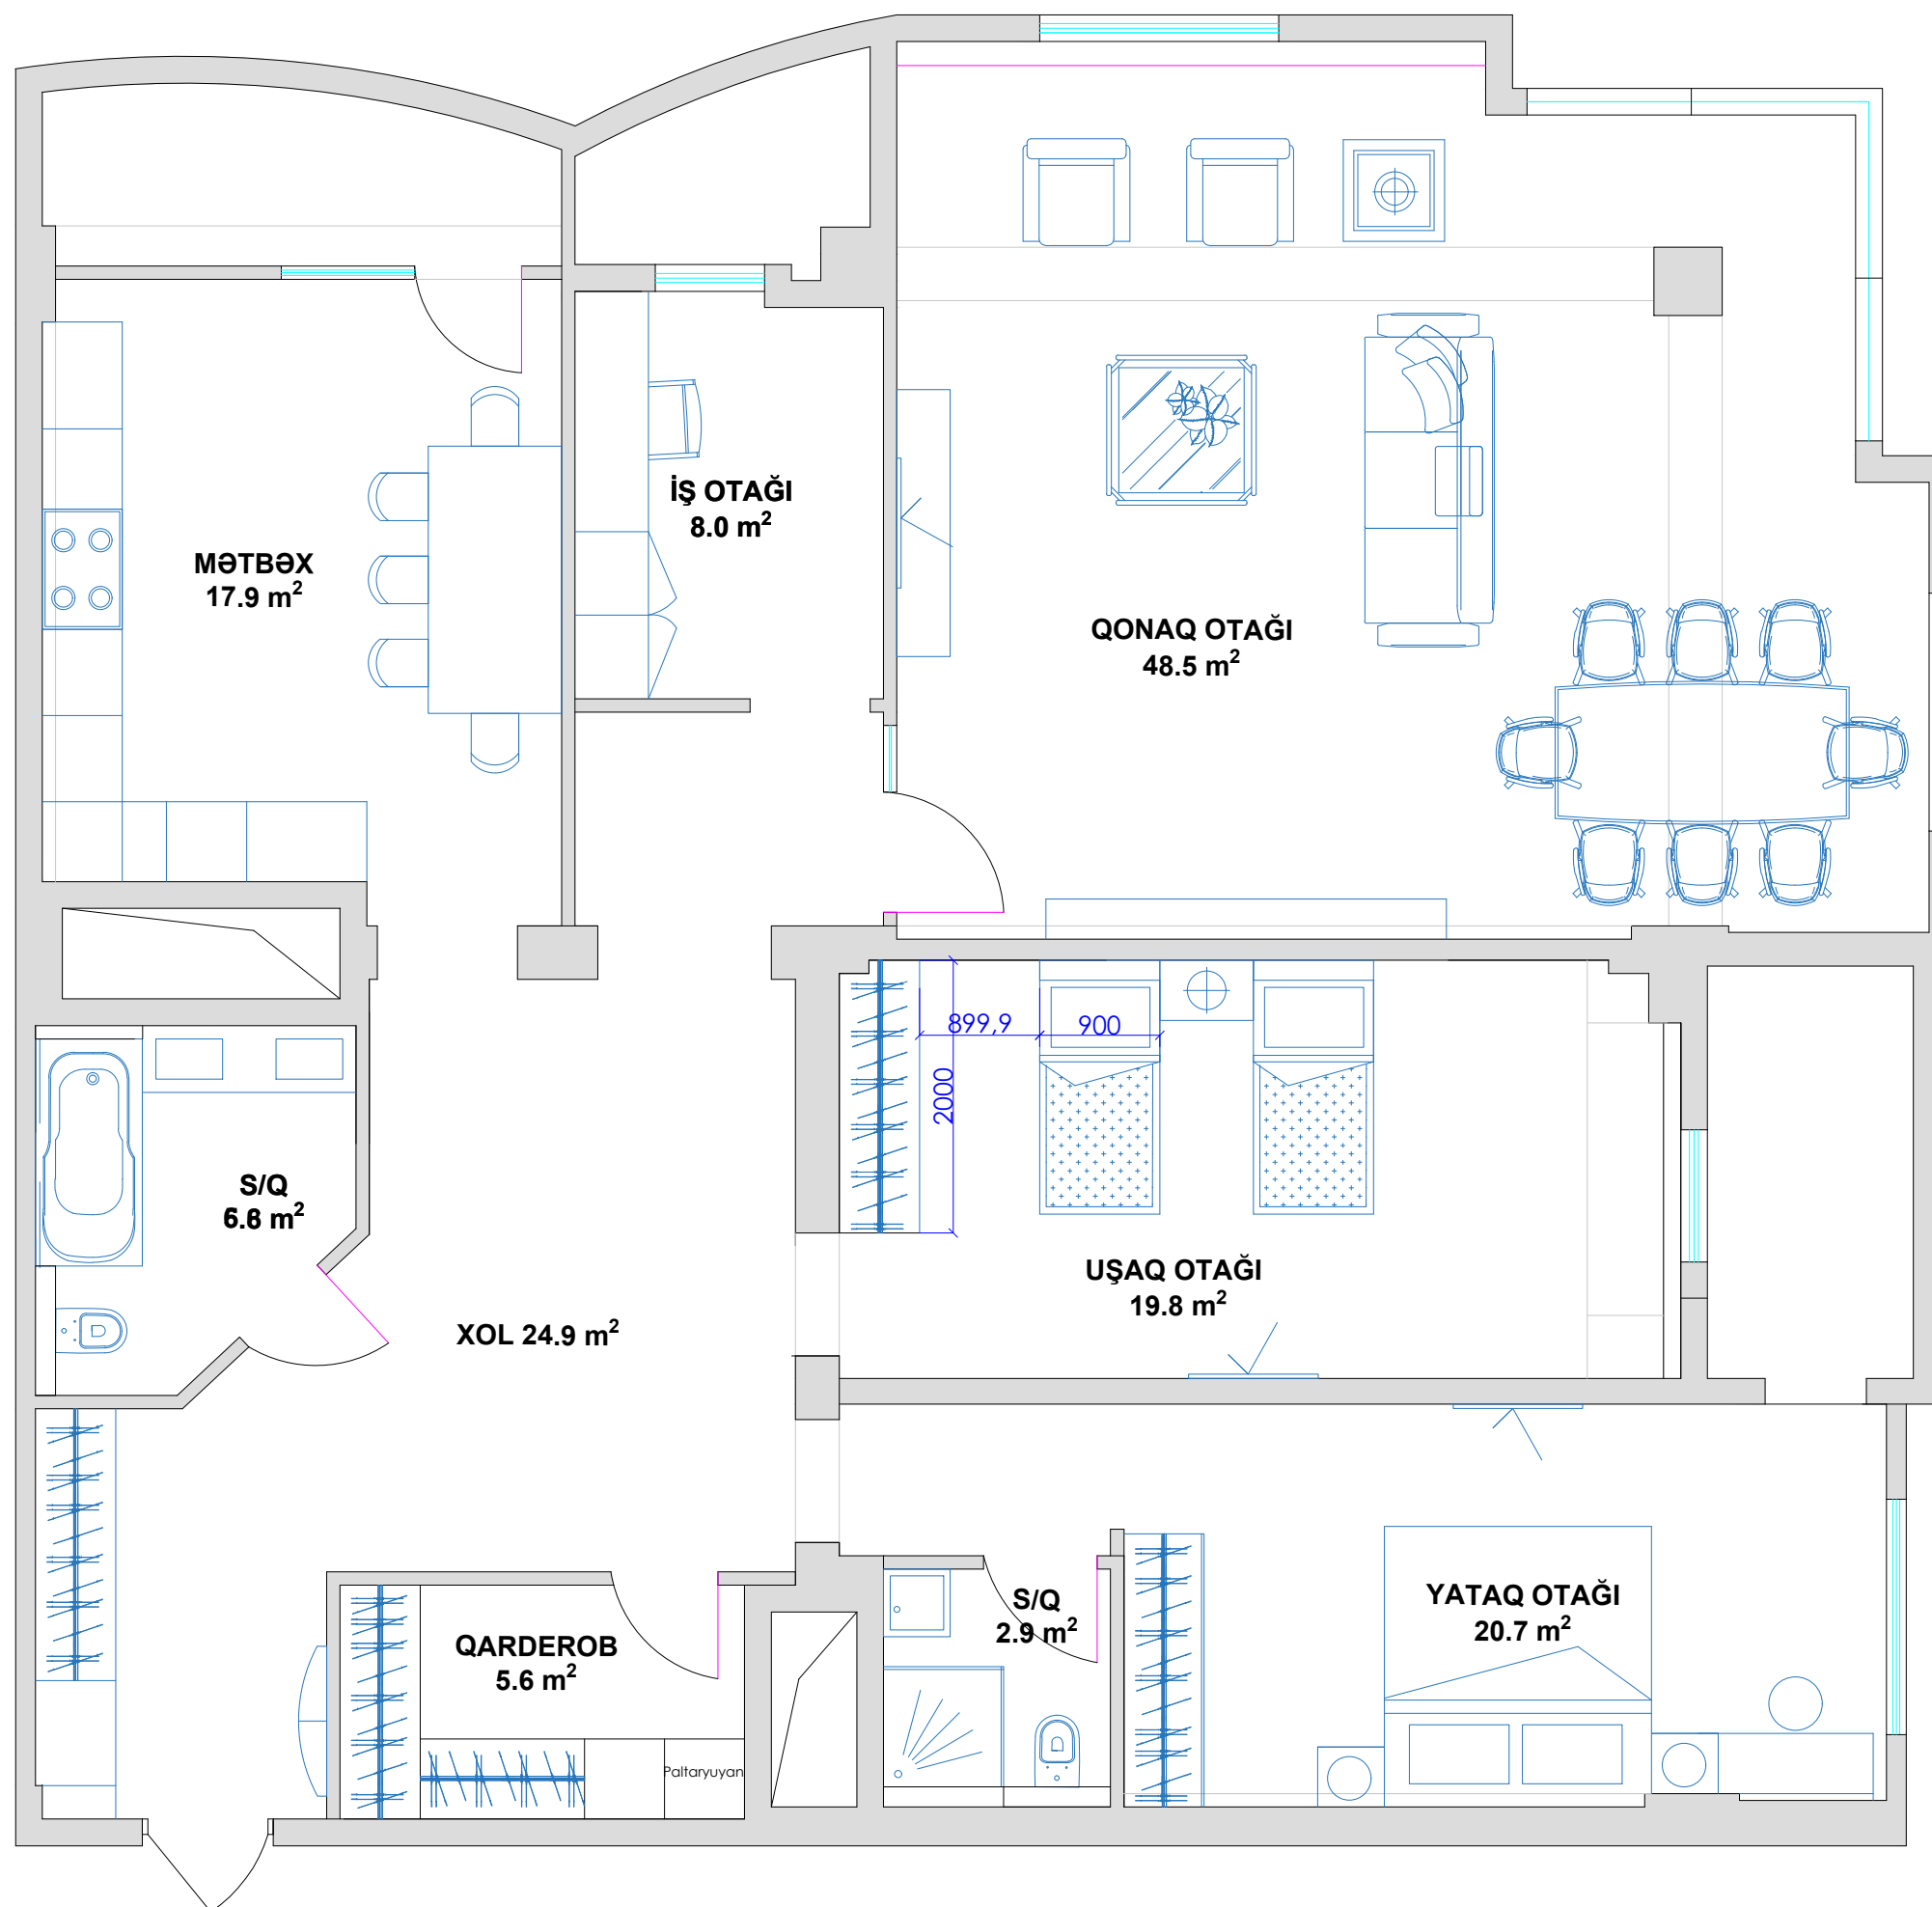 İŞ OTAĞI
8.0 m²
MƏTBƏX
17.9 m²
QONAQ OTAĞI
48.5 m²
899,9
900
2000
S/Q
m²
UŞAQ OTAĞI
19.8 m²
XOL 24.9 m²
S/Q
2.9 m²
YATAQ OTAĞI
20.7 m²
QARDEROB
5.6 m²
Paltaryuyan